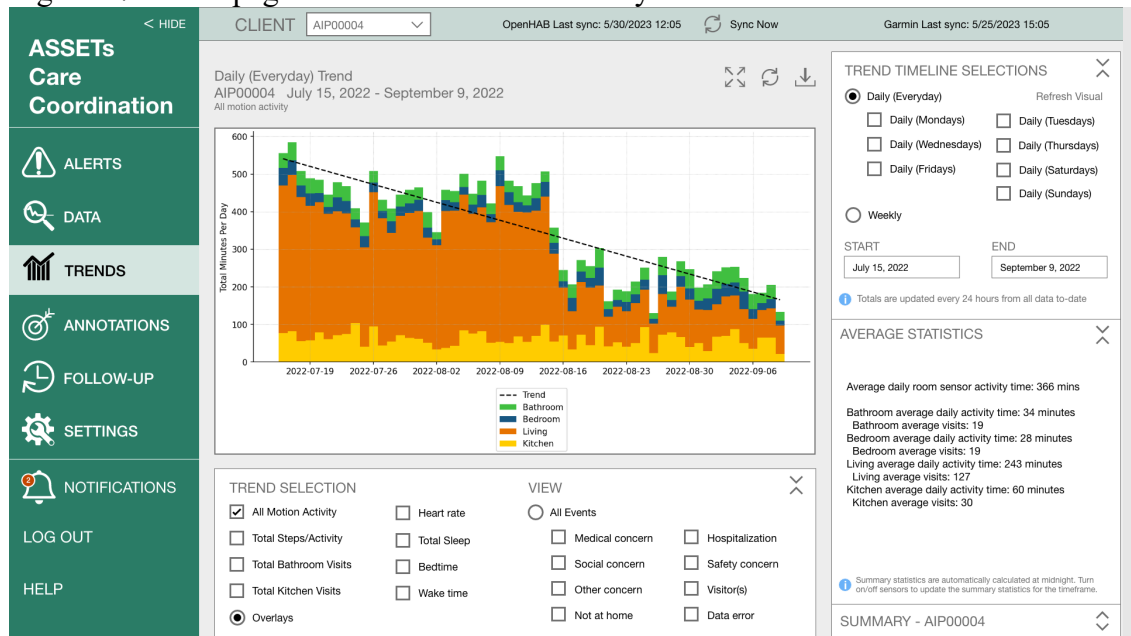 < HIDE
ASSETs
Care
Coordination
ALERTS
DATA
TRENDS
ANNOTATIONS
FOLLOW-UP
SETTINGS
2
NOTIFICATIONS
LOG OUT
HELP
CLIENT AIP00004 OpenHAB Last sync: 5/30/2023 12:05 Sync Now Garmin Last sync: 5/25/2023 15:05
Daily (Everyday) Trend
AIP00004 July 15, 2022 - September 9, 2022
All motion activity
Total Minutes Per Day
600
500
400
300
200
100
0
2022-07-19 2022-07-26 2022-08-02 2022-08-09 2022-08-16 2022-08-23 2022-08-30 2022-09-06
Trend
Bathroom
Bedroom
Living
Kitchen
TREND SELECTION
All Motion Activity Heart rate
Total Steps/Activity Total Sleep
Total Bathroom Visits Bedtime
Total Kitchen Visits Wake time
Overlays
VIEW
All Events
Medical concern Hospitalization
Social concern Safety concern
Other concern Visitor(s)
Not at home Data error
TREND TIMELINE SELECTIONS
Daily (Everyday) Refresh Visual
Daily (Mondays) Daily (Tuesdays)
Daily (Wednesdays) Daily (Thursdays)
Daily (Fridays) Daily (Saturdays)
Daily (Sundays)
Weekly
START END
July 15, 2022 September 9, 2022
Totals are updated every 24 hours from all data to-date
AVERAGE STATISTICS
Average daily room sensor activity time: 366 mins
Bathroom average daily activity time: 34 minutes
Bathroom average visits: 19
Bedroom average daily activity time: 28 minutes
Bedroom average visits: 19
Living average daily activity time: 243 minutes
Living average visits: 127
Kitchen average daily activity time: 60 minutes
Kitchen average visits: 30
Summary statistics are automatically calculated at midnight. Turn
on/off sensors to update the summary statistics for the timeframe.
SUMMARY - AIP00004